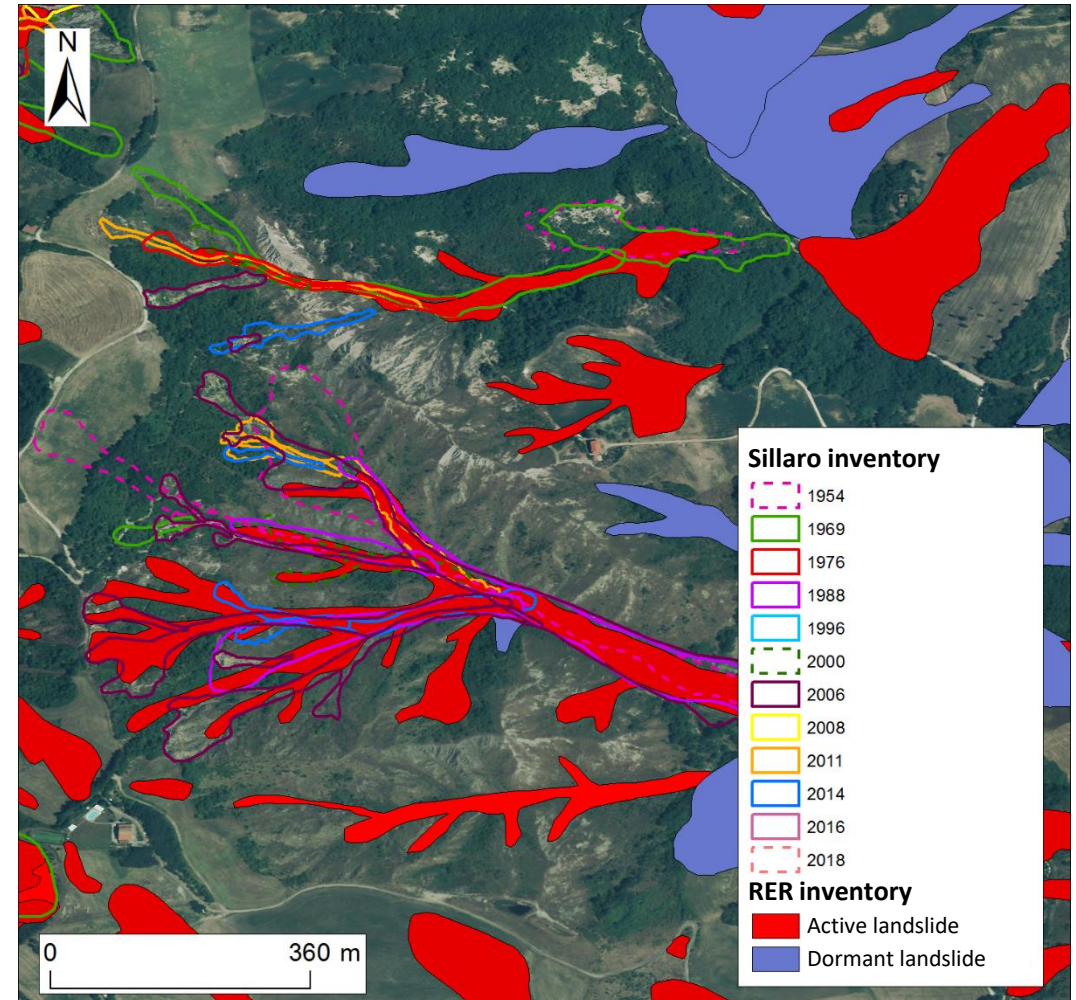 N
Sillaro inventory
1954
1969
1976
1988
1996
2000
2006
2008
2011
2014
2016
2018
RER inventory
Active landslide
Dormant landslide
0 360 m